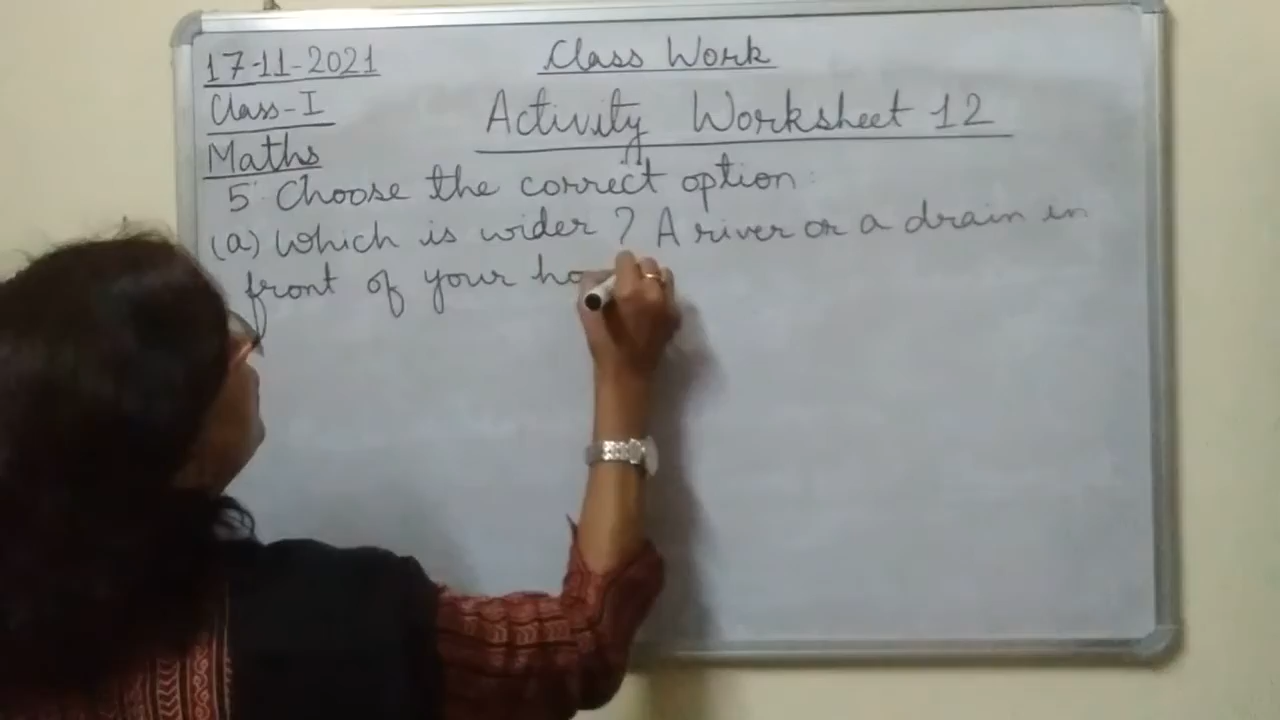 17-11-2021
Class Work
Class-I
Activity Worksheet 12
Maths
5. Choose the correct option:
(a) Which is wider? A river or a drain in
front of your ho